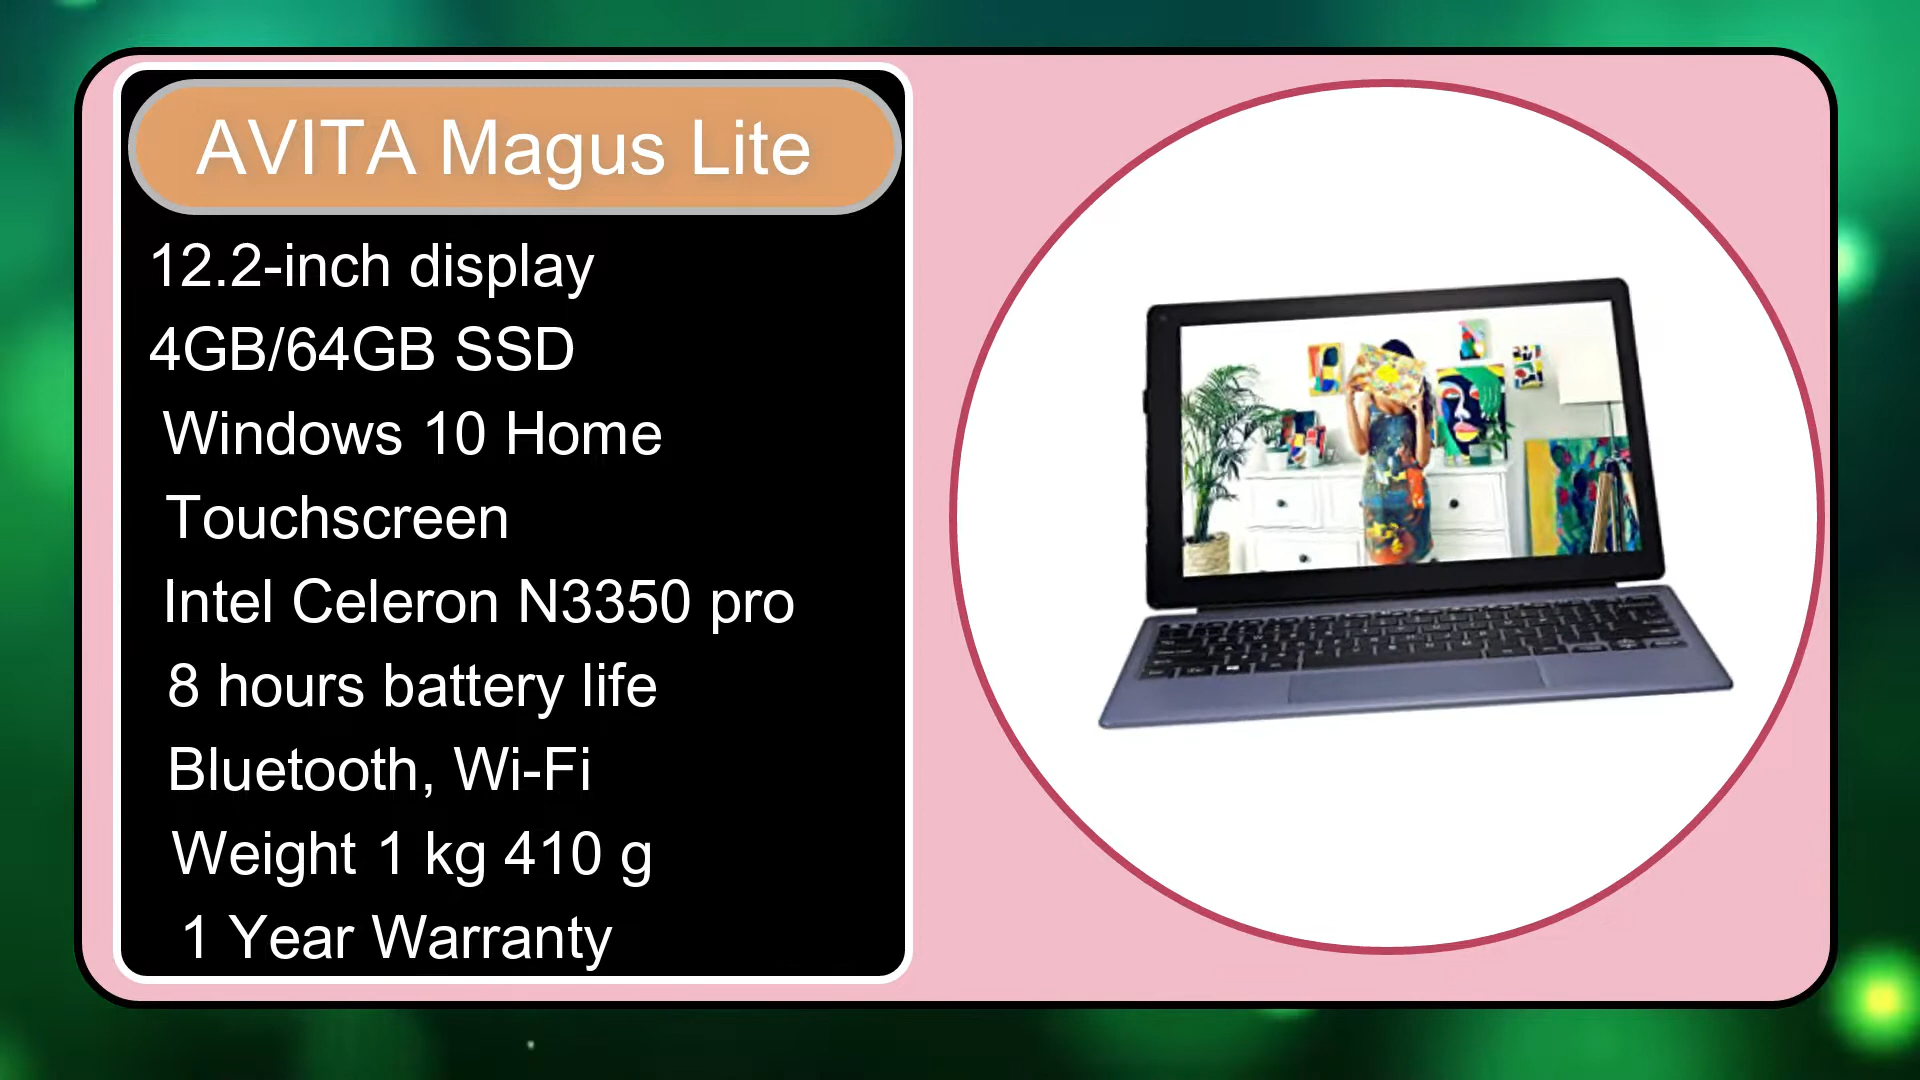 AVITA Magus Lite
12.2-inch display
4GB/64GB SSD
Windows 10 Home
Touchscreen
Intel Celeron N3350 pro
8 hours battery life
Bluetooth, Wi-Fi
Weight 1 kg 410 g
1 Year Warranty